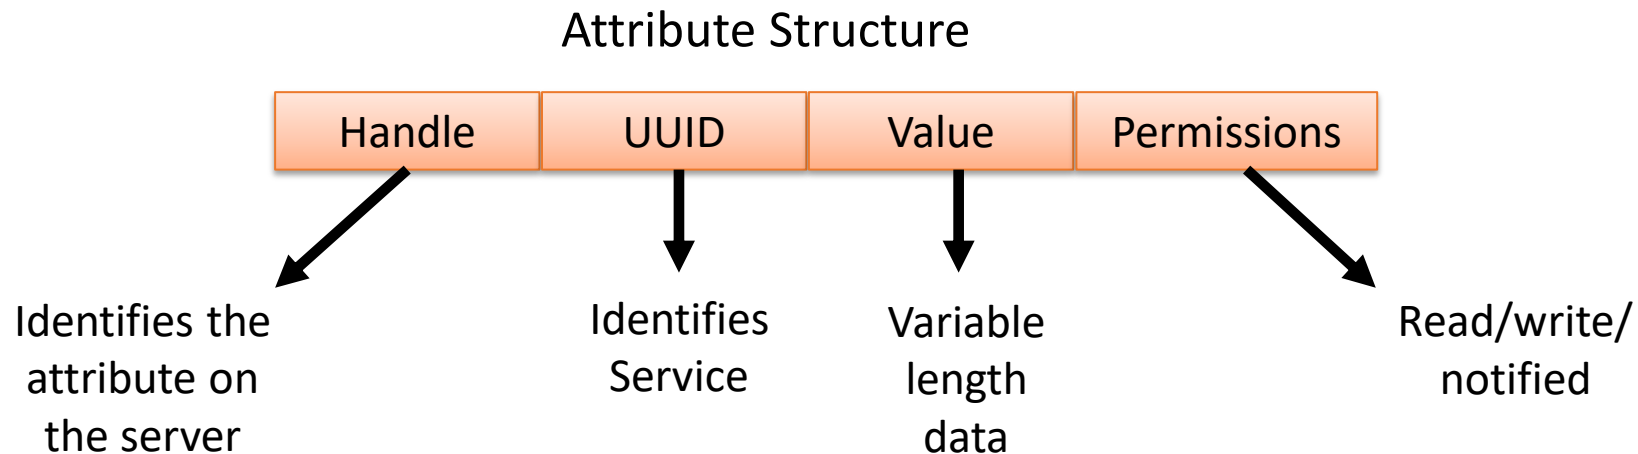 Attribute Structure
Handle
UUID
Value
Permissions
Identifies the
attribute on
the server
Identifies
Service
Variable
length
data
Read/write/
notified